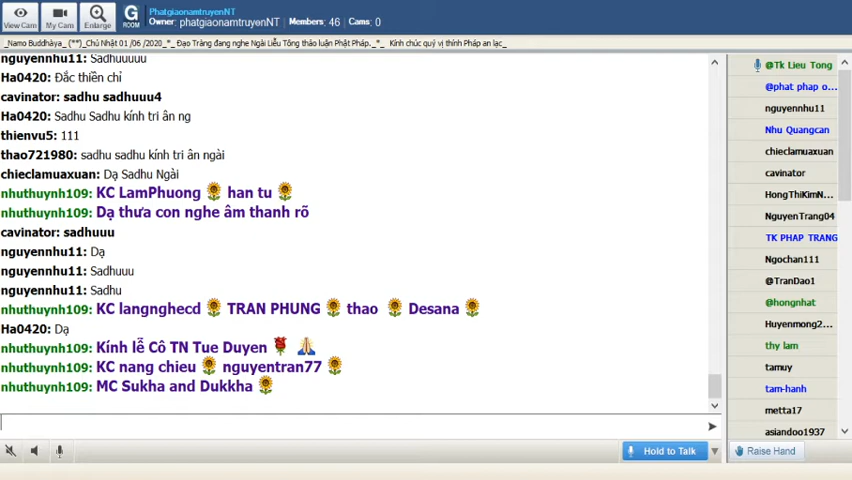 View Cam
My Cam
Enlarge
G
ROOM
PhatgiaonamtruyenNT
Owner: phatgiaonamtruyenNT Members: 46 Cams: 0
_Namo Buddhàya_ (**)_Chủ Nhật 01 /06 /2020_*_ Đạo Tràng đang nghe Ngài Liễu Tông thảo luận Phật Pháp._*_ Kính chúc quý vị thính Pháp an lạc_
nguyennhu11: Sadhuuuuu
Ha0420: Đắc thiền chỉ
cavinator: sadhu sadhuuu4
Ha0420: Sadhu Sadhu kính tri ân ng
thienvu5: 111
thao721980: sadhu sadhu kính tri ân ngài
chieclamuaxuan: Dạ Sadhu Ngài
nhuthuynh109: KC LamPhuong 🌻 han tu 🌻
nhuthuynh109: Dạ thưa con nghe âm thanh rõ
cavinator: sadhuuu
nguyennhu11: Dạ
nguyennhu11: Sadhuuu
nguyennhu11: Sadhu
nhuthuynh109: KC langnghecd 🌻 TRAN PHUNG 🌻 thao 🌻 Desana 🌻
Ha0420: Dạ
nhuthuynh109: Kính lễ Cô TN Tue Duyen 🌹 🙏
nhuthuynh109: KC nang chieu 🌻 nguyentran77 🌻
nhuthuynh109: MC Sukha and Dukkha 🌻
@Tk Lieu Tong
@phat phap o...
nguyennhu11
Nhu Quangcan
chieclamuaxuan
cavinator
HongThiKimN...
NguyenTrang04
TK PHAP TRANG
Ngochan111
@TranDao1
@hongnhat
Huyenmong2...
thy lam
tamuy
tam-hanh
metta17
asiandoo1937
Hold to Talk
Raise Hand